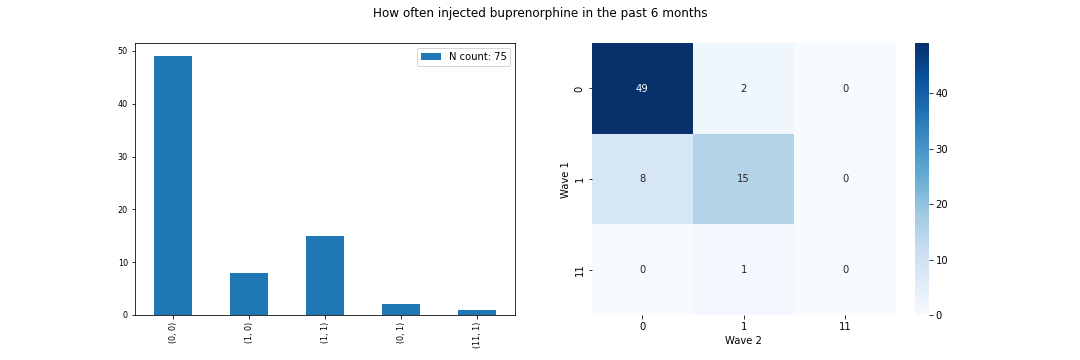 How often injected buprenorphine in the past 6 months
50
40
30
20
10
0
N count: 75
(0, 0)
(1, 0)
(1, 1)
(0, 1)
(11, 1)
Wave 1
0
1
11
49 2 0
8 15 0
0 1 0
0 1 11
Wave 2
40
30
20
10
0